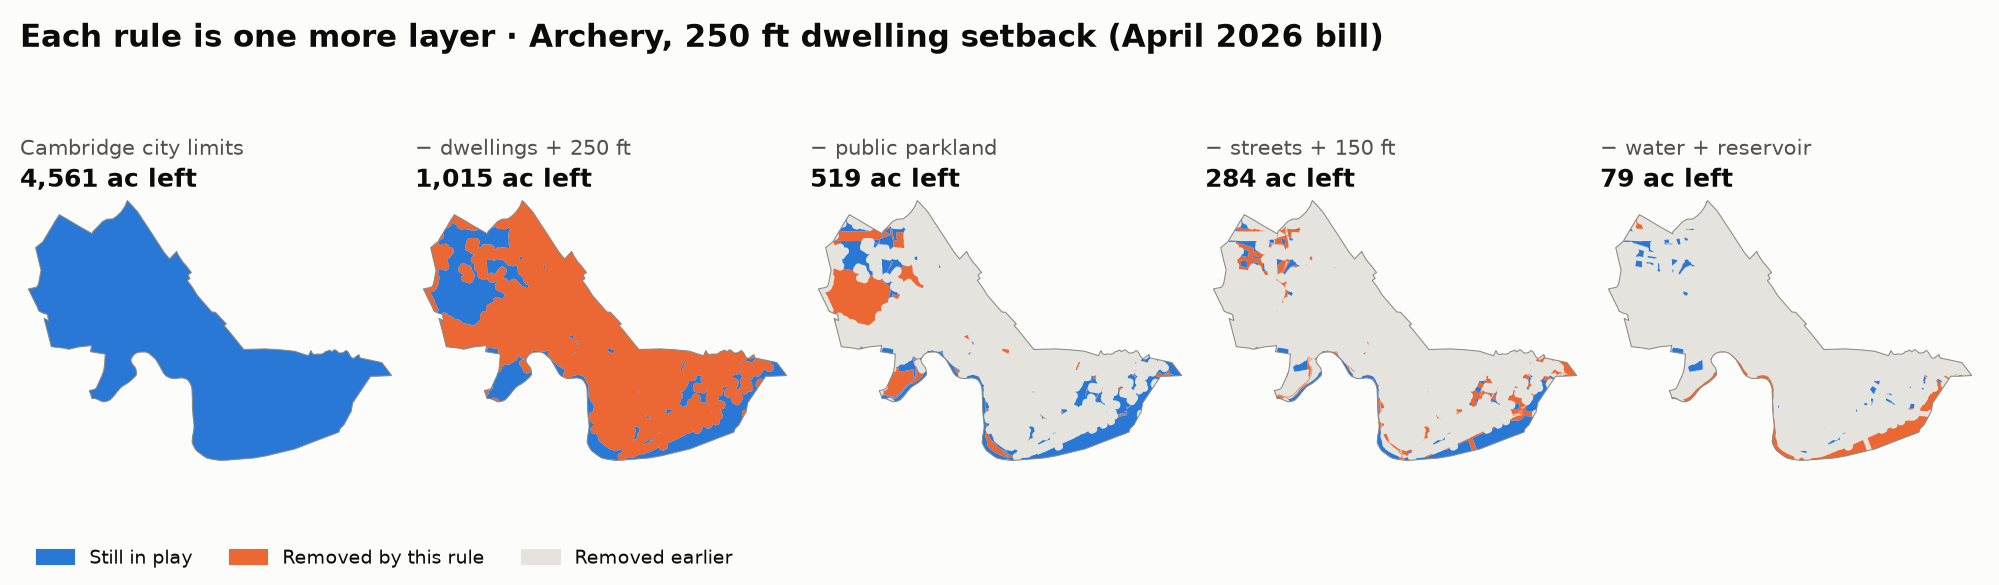 Each rule is one more layer · Archery, 250 ft dwelling setback (April 2026 bill)
Cambridge city limits
4,561 ac left
− dwellings + 250 ft
1,015 ac left
− public parkland
519 ac left
− streets + 150 ft
284 ac left
− water + reservoir
79 ac left
Still in play
Removed by this rule
Removed earlier